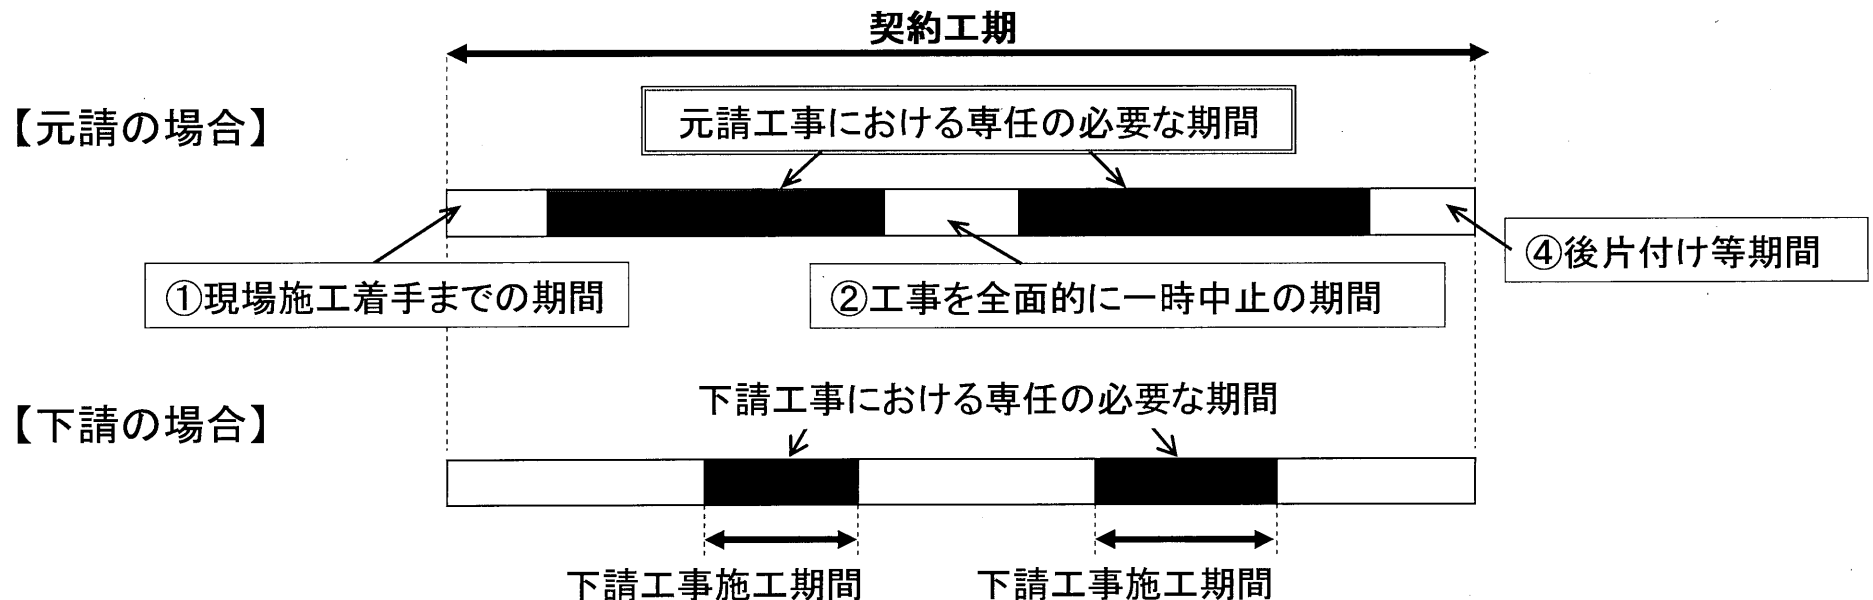 契約工期
【元請の場合】
元請工事における専任の必要な期間
④後片付け等期間
①現場施工着手までの期間
②工事を全面的に一時中止の期間
【下請の場合】
下請工事における専任の必要な期間
下請工事施工期間
下請工事施工期間